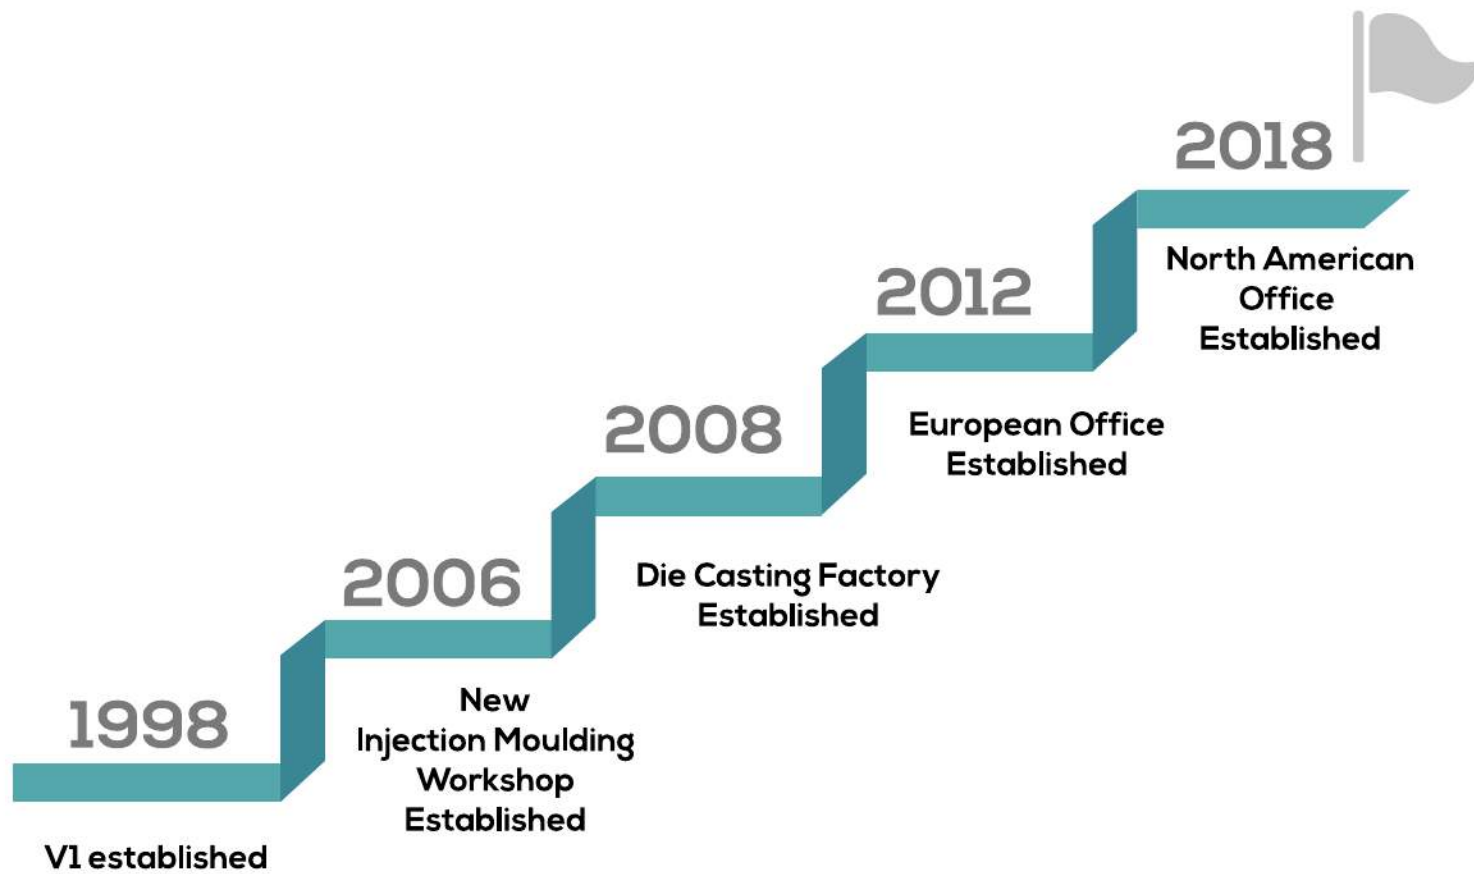 1998
V1 established
2006
New
Injection Moulding
Workshop
Established
2008
Die Casting Factory
Established
2012
European Office
Established
2018
North American
Office
Established